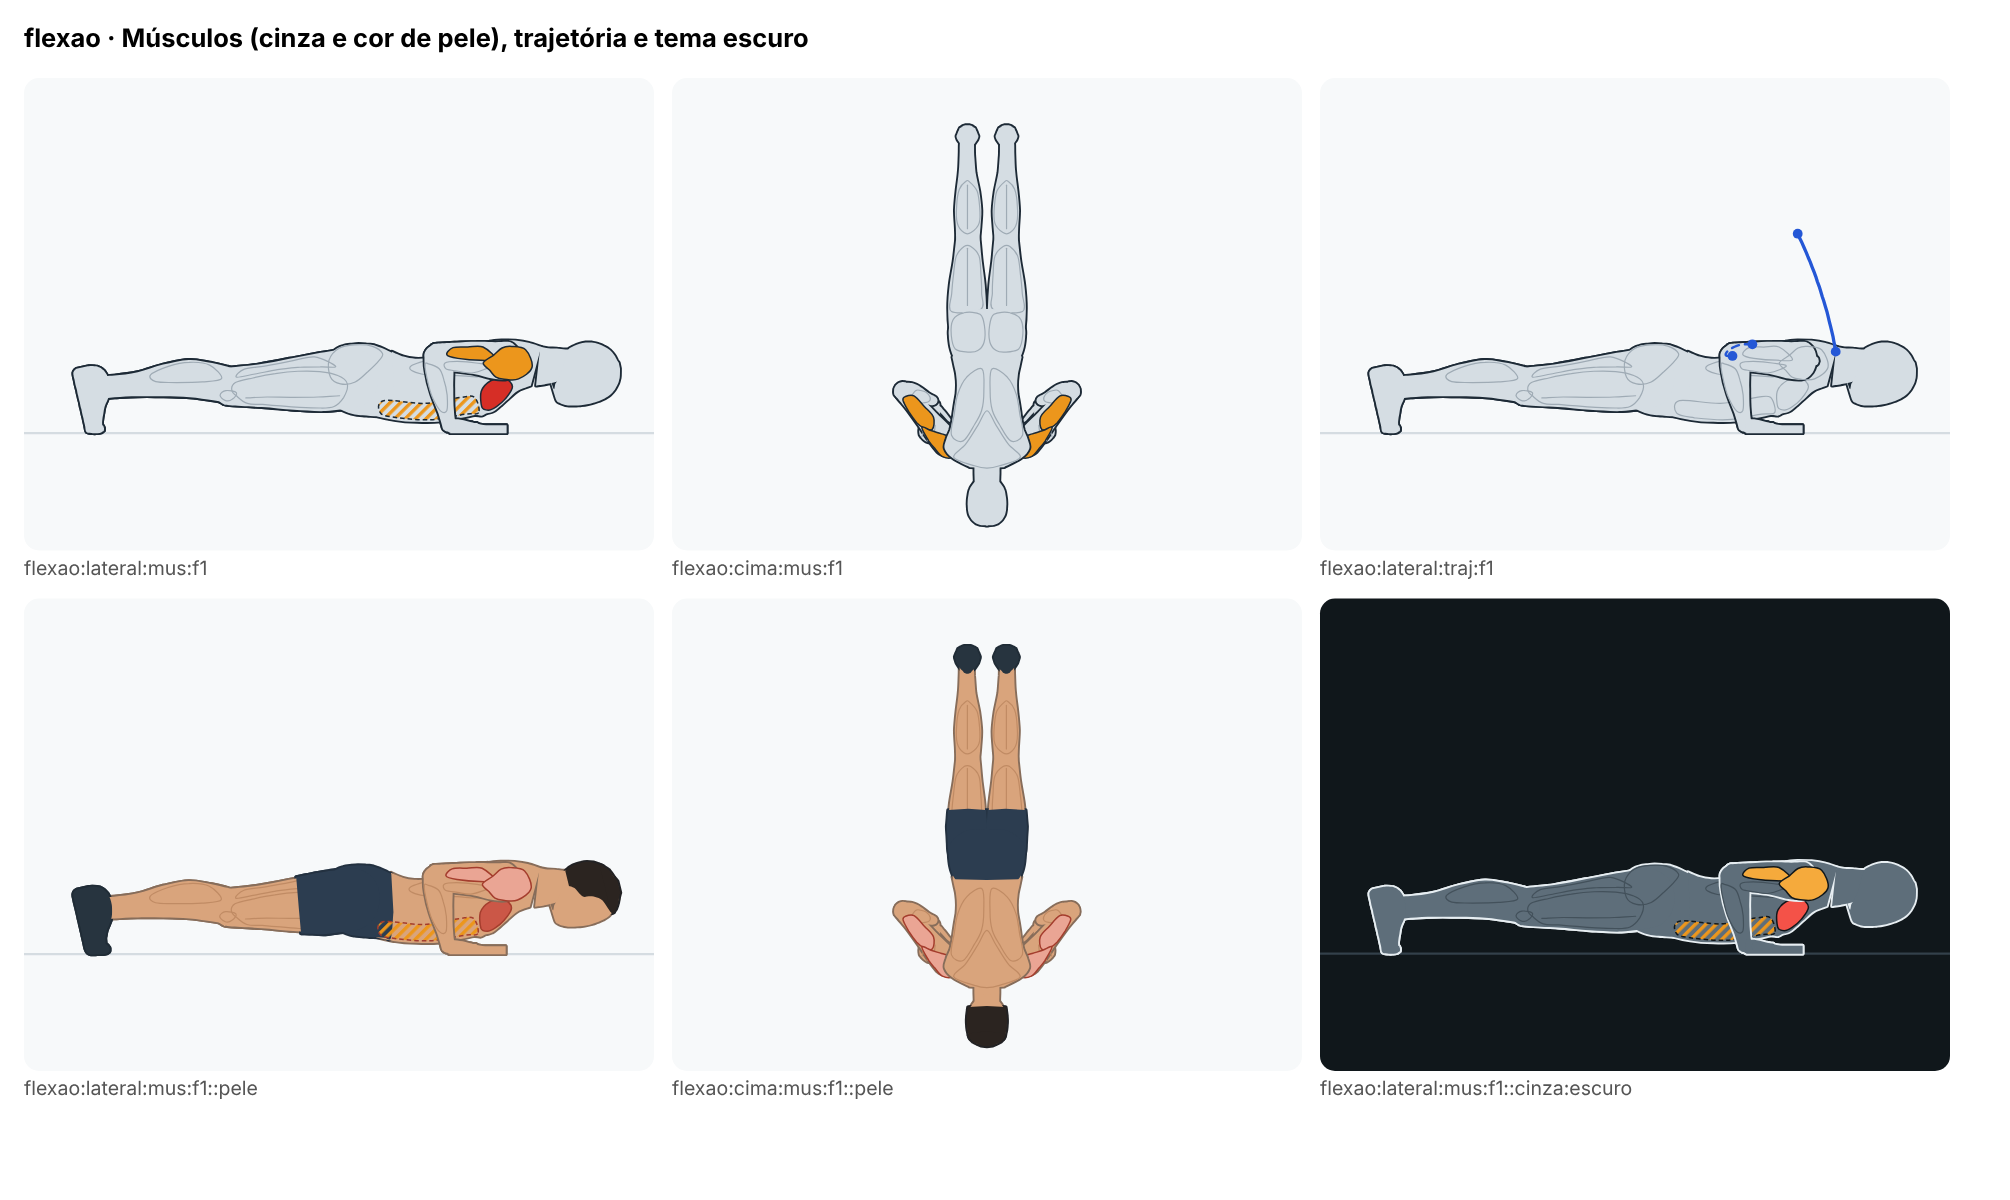 flexao · Músculos (cinza e cor de pele), trajetória e tema escuro
flexao:lateral:mus:f1
flexao:cima:mus:f1
flexao:lateral:traj:f1
flexao:lateral:mus:f1::pele
flexao:cima:mus:f1::pele
flexao:lateral:mus:f1::cinza:escuro